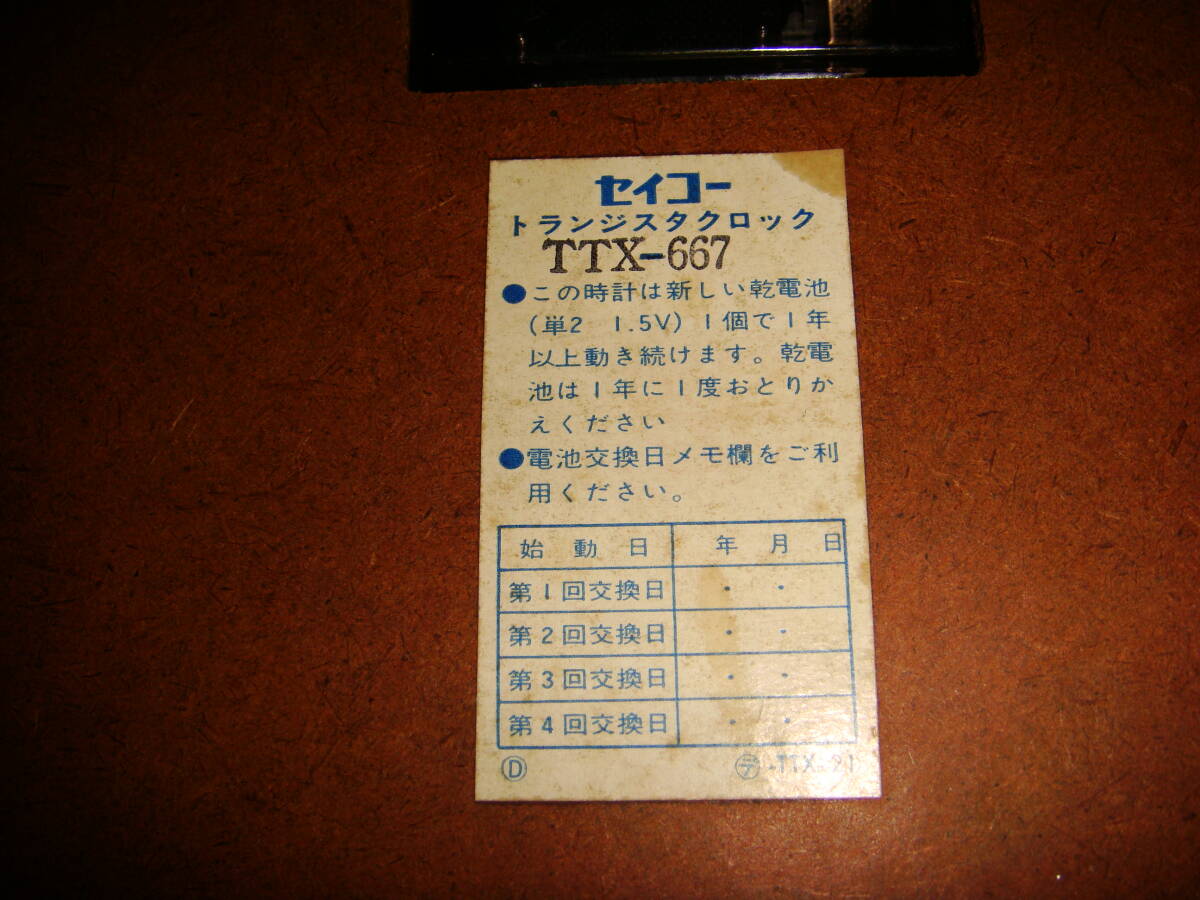 セイコー
トランジスタクロック
TTX-667
●この時計は新しい乾電池
(単2 1.5V) 1個で1年
以上動き続けます。乾電
池は1年に1度おとりか
えください
●電池交換日メモ欄をご利
用ください。
始動日 年 月 日
第1回交換日 ・ ・
第2回交換日 ・ ・
第3回交換日 ・ ・
第4回交換日 ・ ・
Ⓓ ㋢-TTX-21